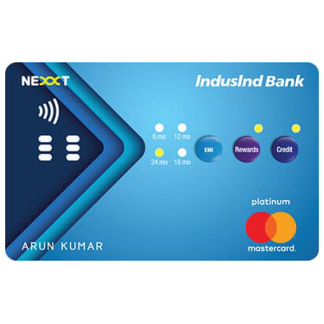 NEXXT
IndusInd Bank
6 mo 12 mo
24 mo 18 mo
EMI Rewards Credit
platinum
mastercard.
ARUN KUMAR